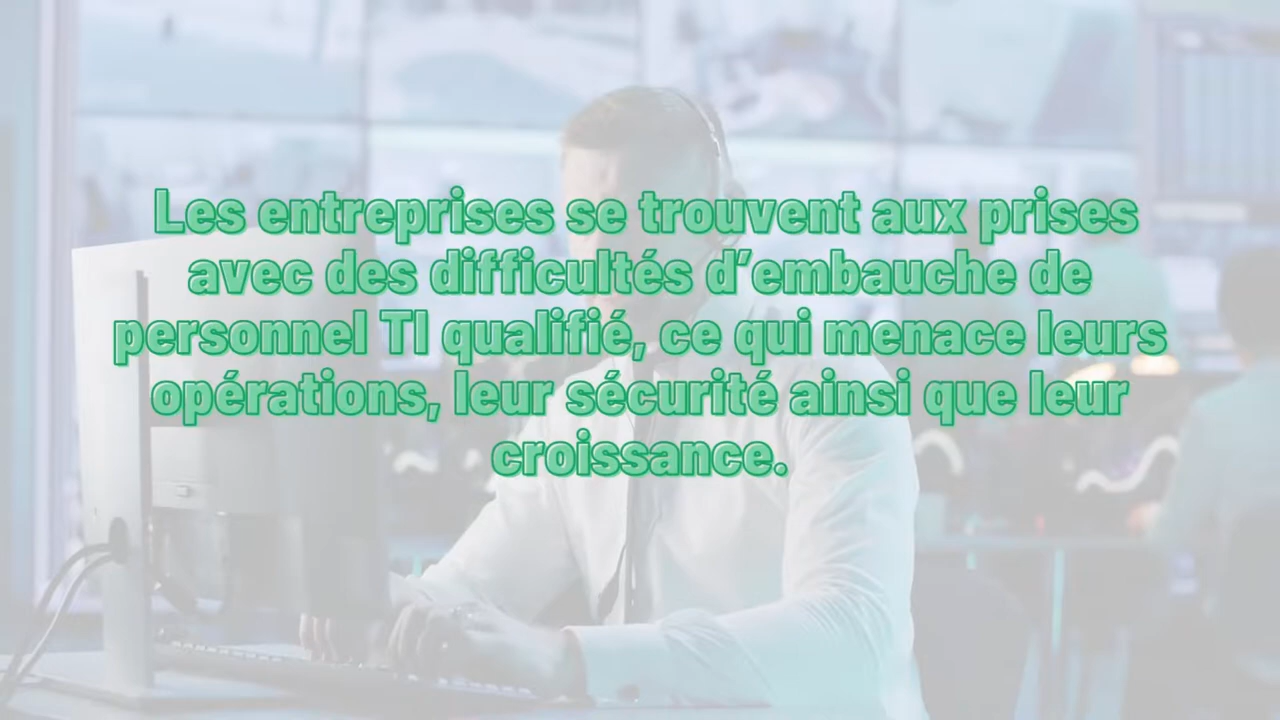 Les entreprises se trouvent aux prises
avec des difficultés d’embauche de
personnel TI qualifié, ce qui menace leurs
opérations, leur sécurité ainsi que leur
croissance.